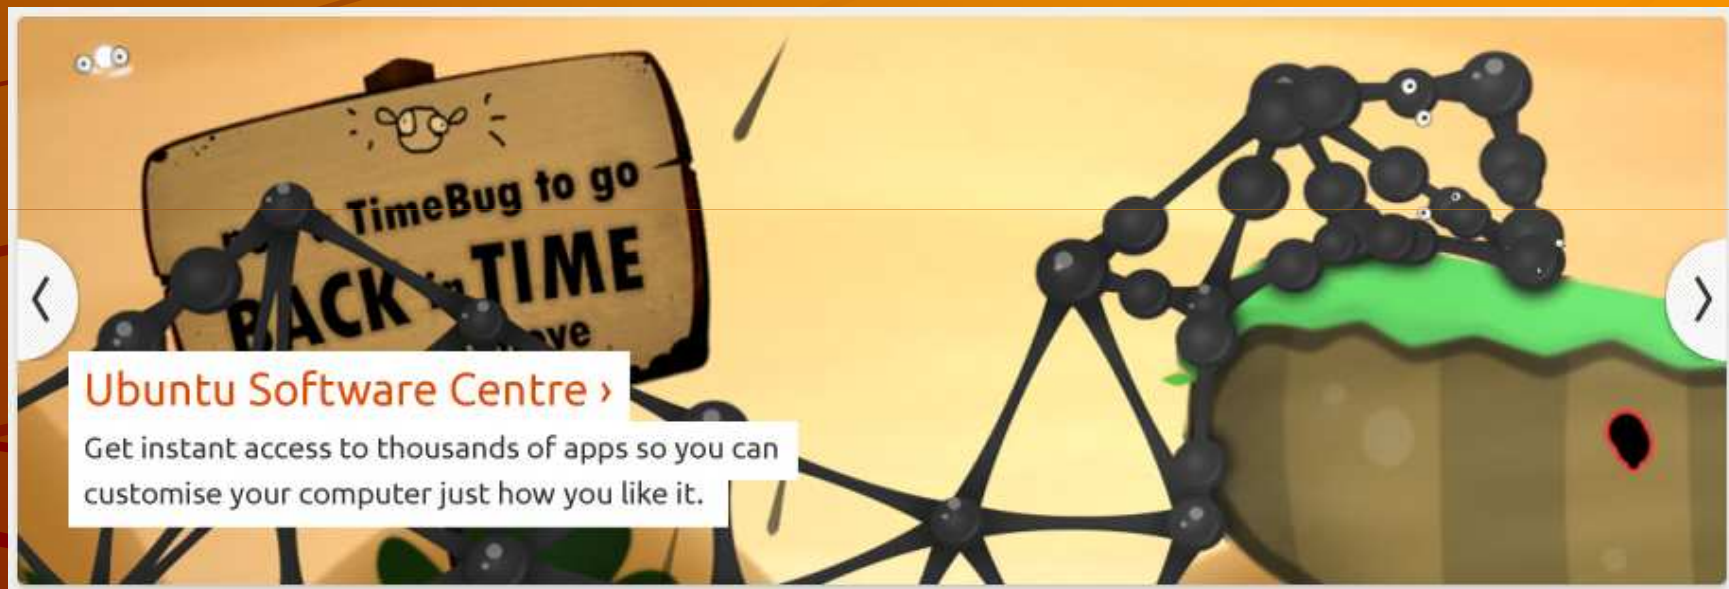 TimeBug to go
BACK in TIME
Ubuntu Software Centre ›
Get instant access to thousands of apps so you can
customise your computer just how you like it.